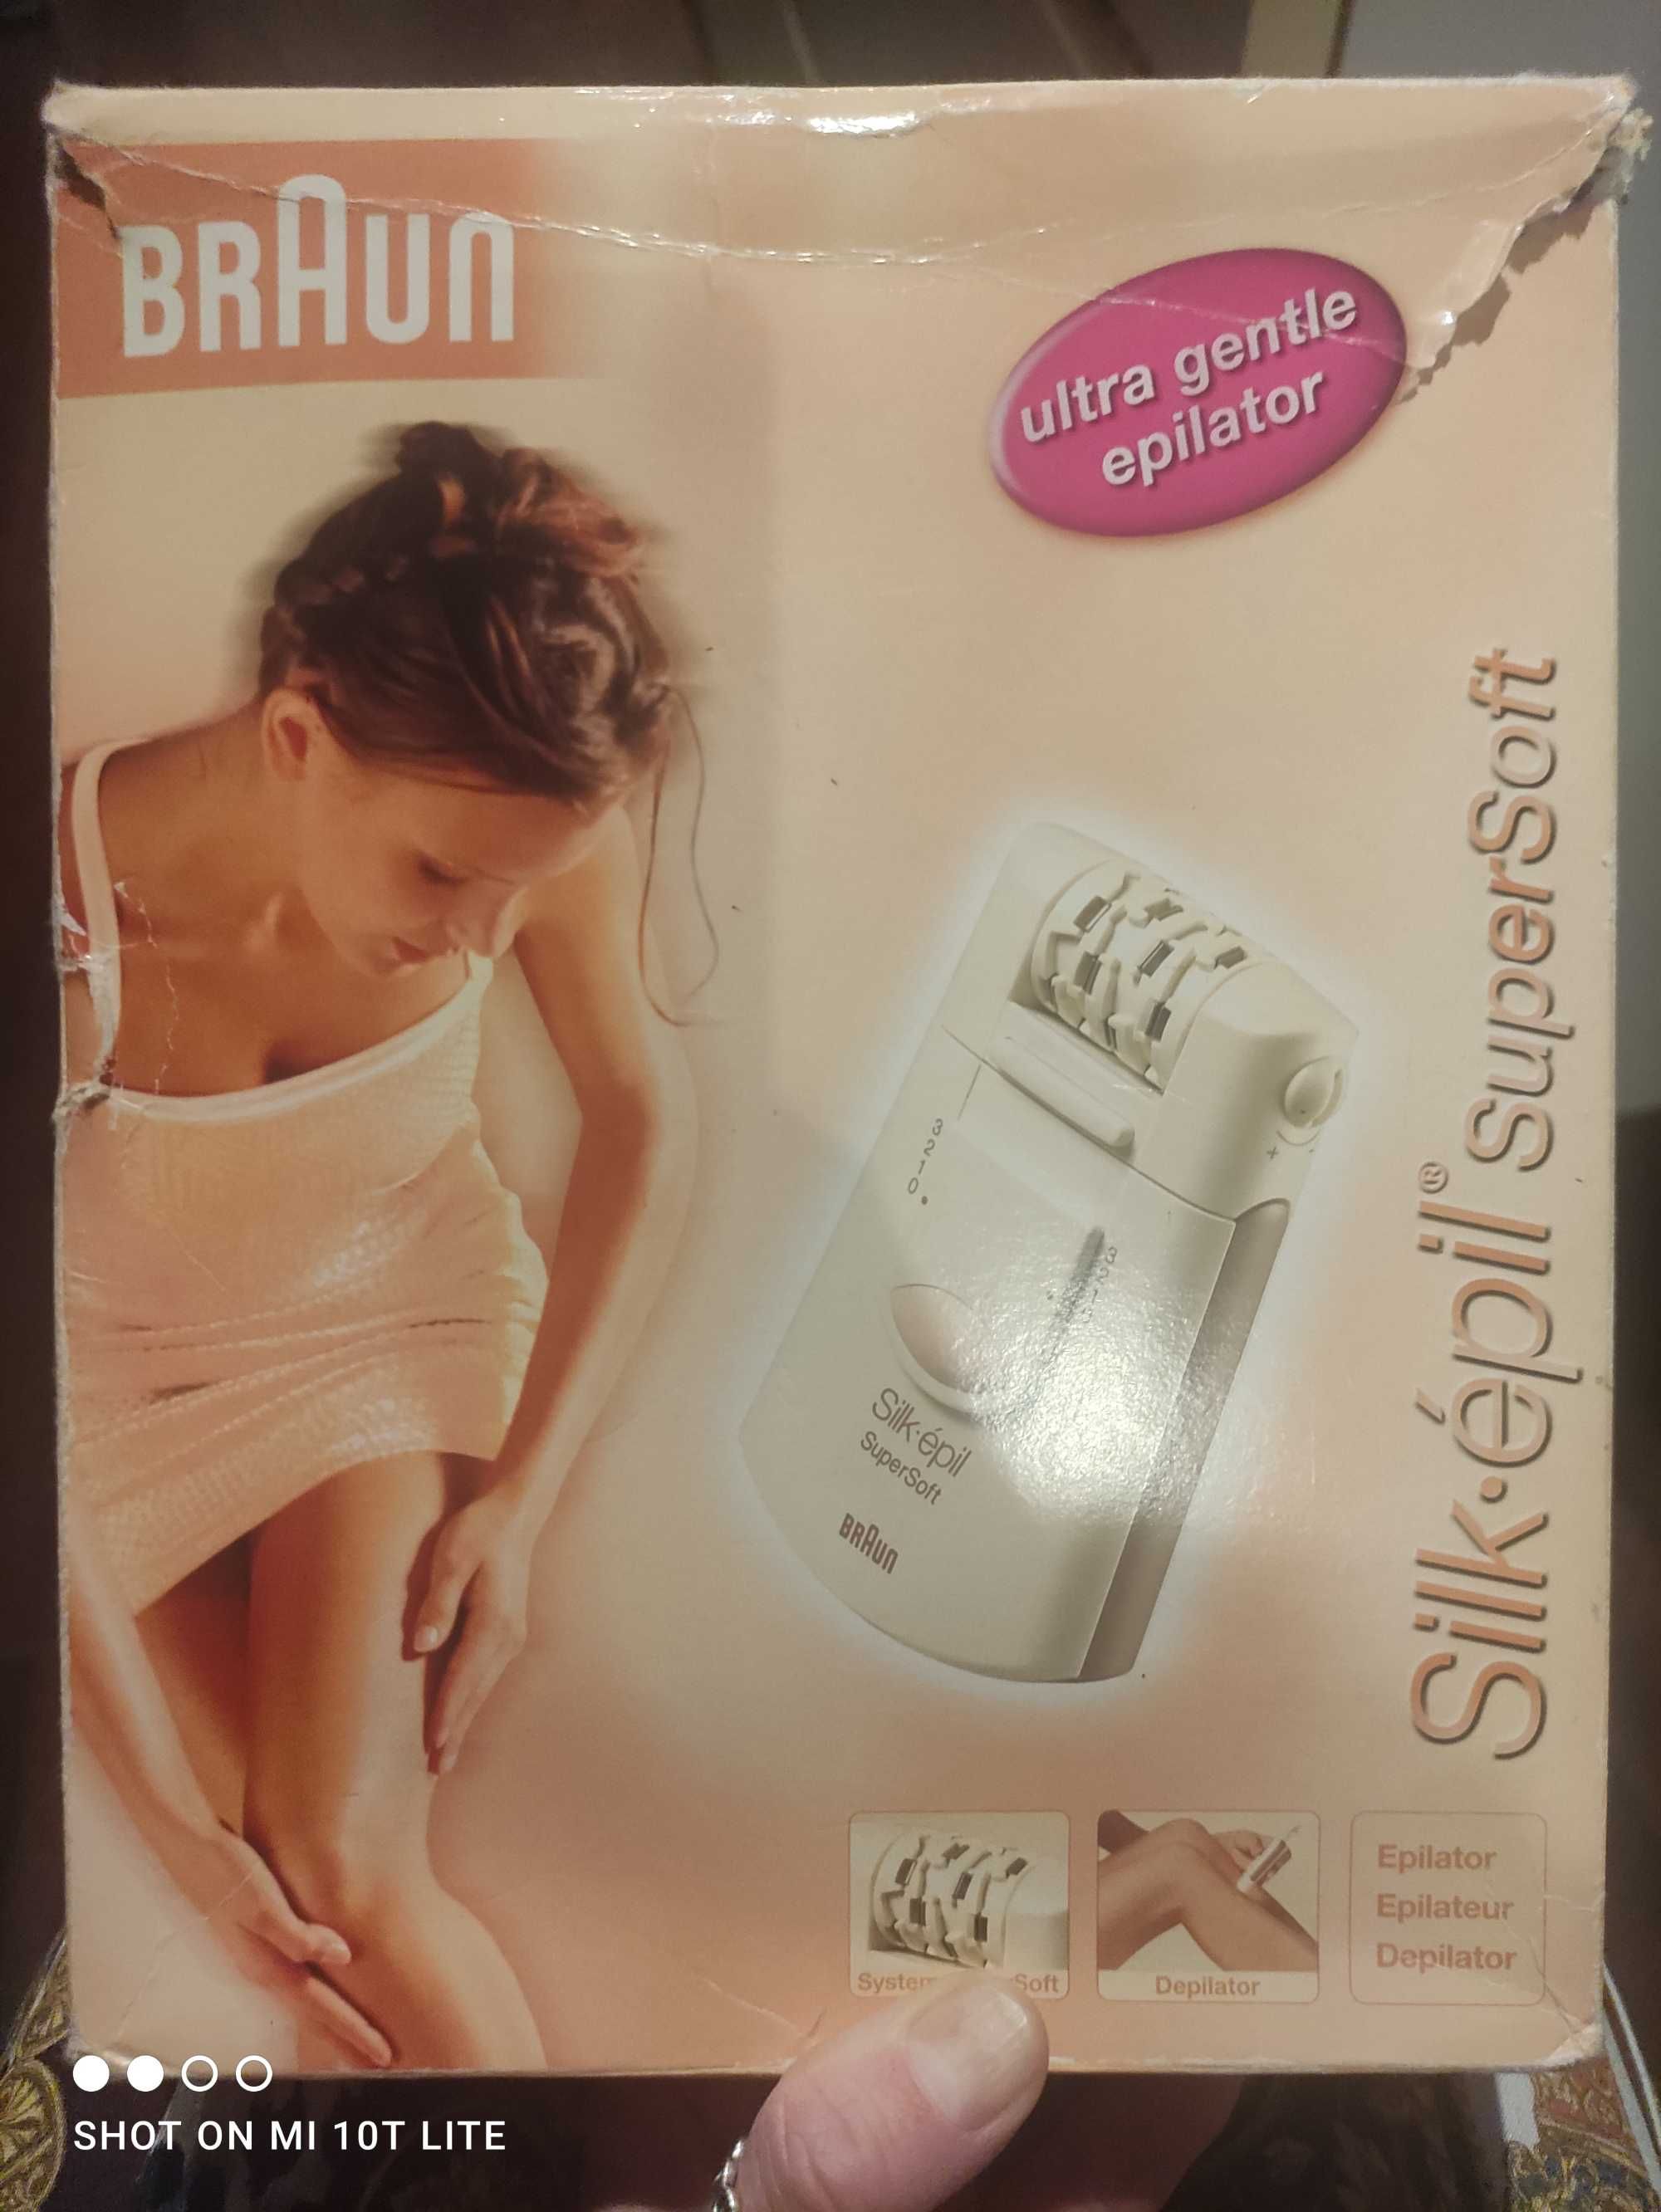 BRAUN
ultra gentle
epilator
Silk·épil® SuperSoft
3
2
1
0
+
Silk·épil
SuperSoft
BRAUN
Soft
Depilator
Epilator
Epilateur
Depilator
SHOT ON MI 10T LITE